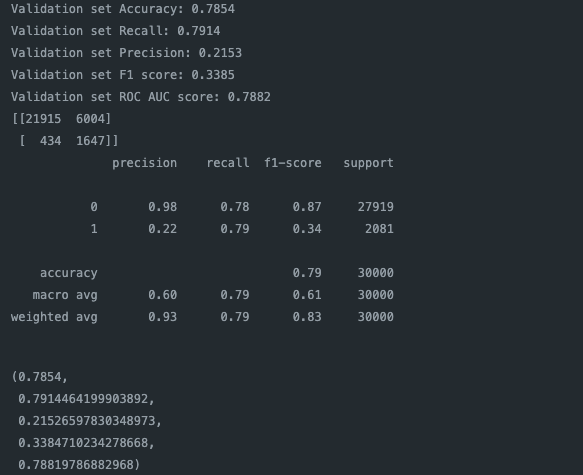 Validation set Accuracy: 0.7854
Validation set Recall: 0.7914
Validation set Precision: 0.2153
Validation set F1 score: 0.3385
Validation set ROC AUC score: 0.7882
[[21915  6004]
 [  434  1647]]
              precision    recall  f1-score   support

           0       0.98      0.78      0.87     27919
           1       0.22      0.79      0.34      2081

    accuracy                           0.79     30000
   macro avg       0.60      0.79      0.61     30000
weighted avg       0.93      0.79      0.83     30000

(0.7854,
 0.7914464199903892,
 0.21526597830348973,
 0.3384710234278668,
 0.78819786882968)